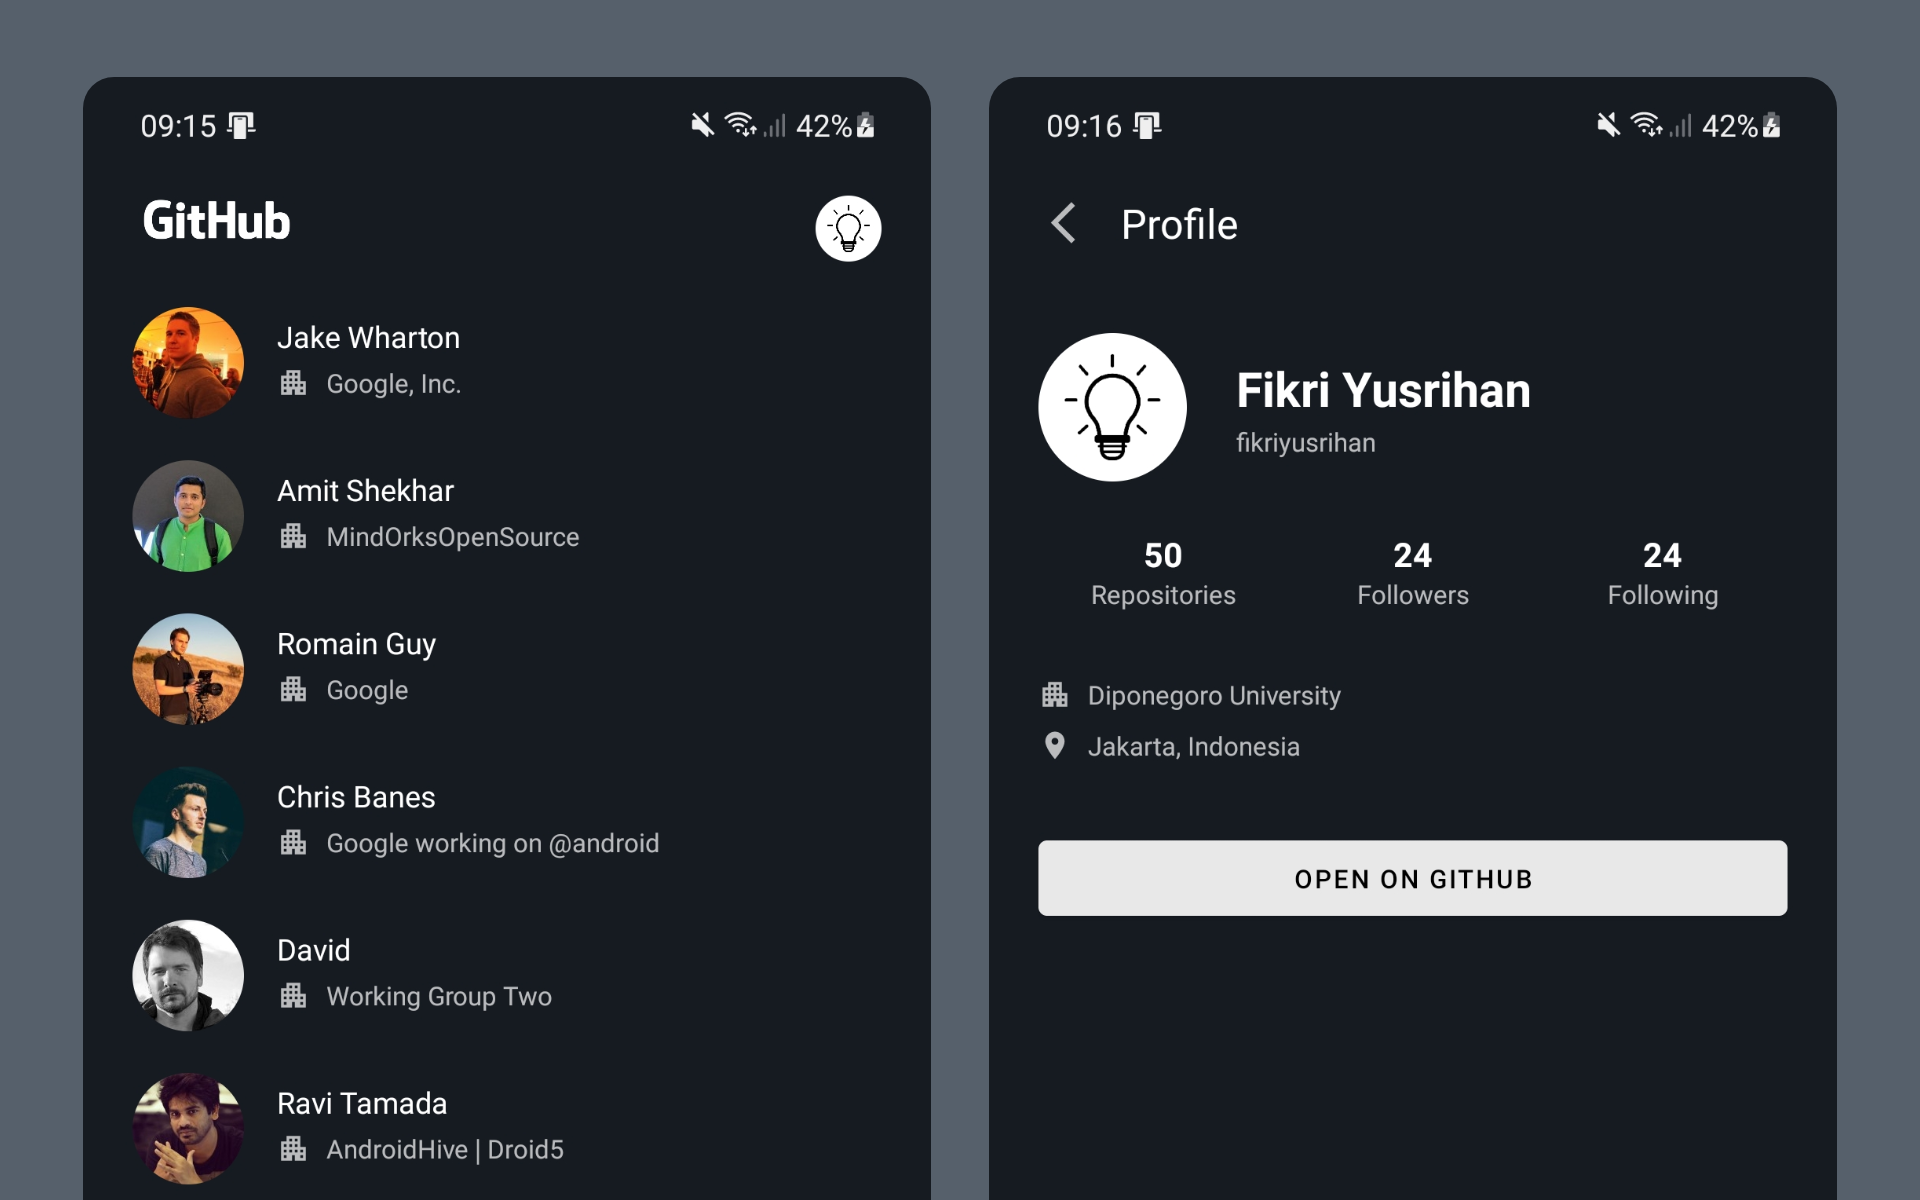 09:15
42%
GitHub
Jake Wharton
Google, Inc.
Amit Shekhar
MindOrksOpenSource
Romain Guy
Google
Chris Banes
Google working on @android
David
Working Group Two
Ravi Tamada
AndroidHive | Droid5
09:16
42%
Profile
Fikri Yusrihan
fikriyusrihan
50
24
24
Repositories
Followers
Following
Diponegoro University
Jakarta, Indonesia
OPEN ON GITHUB